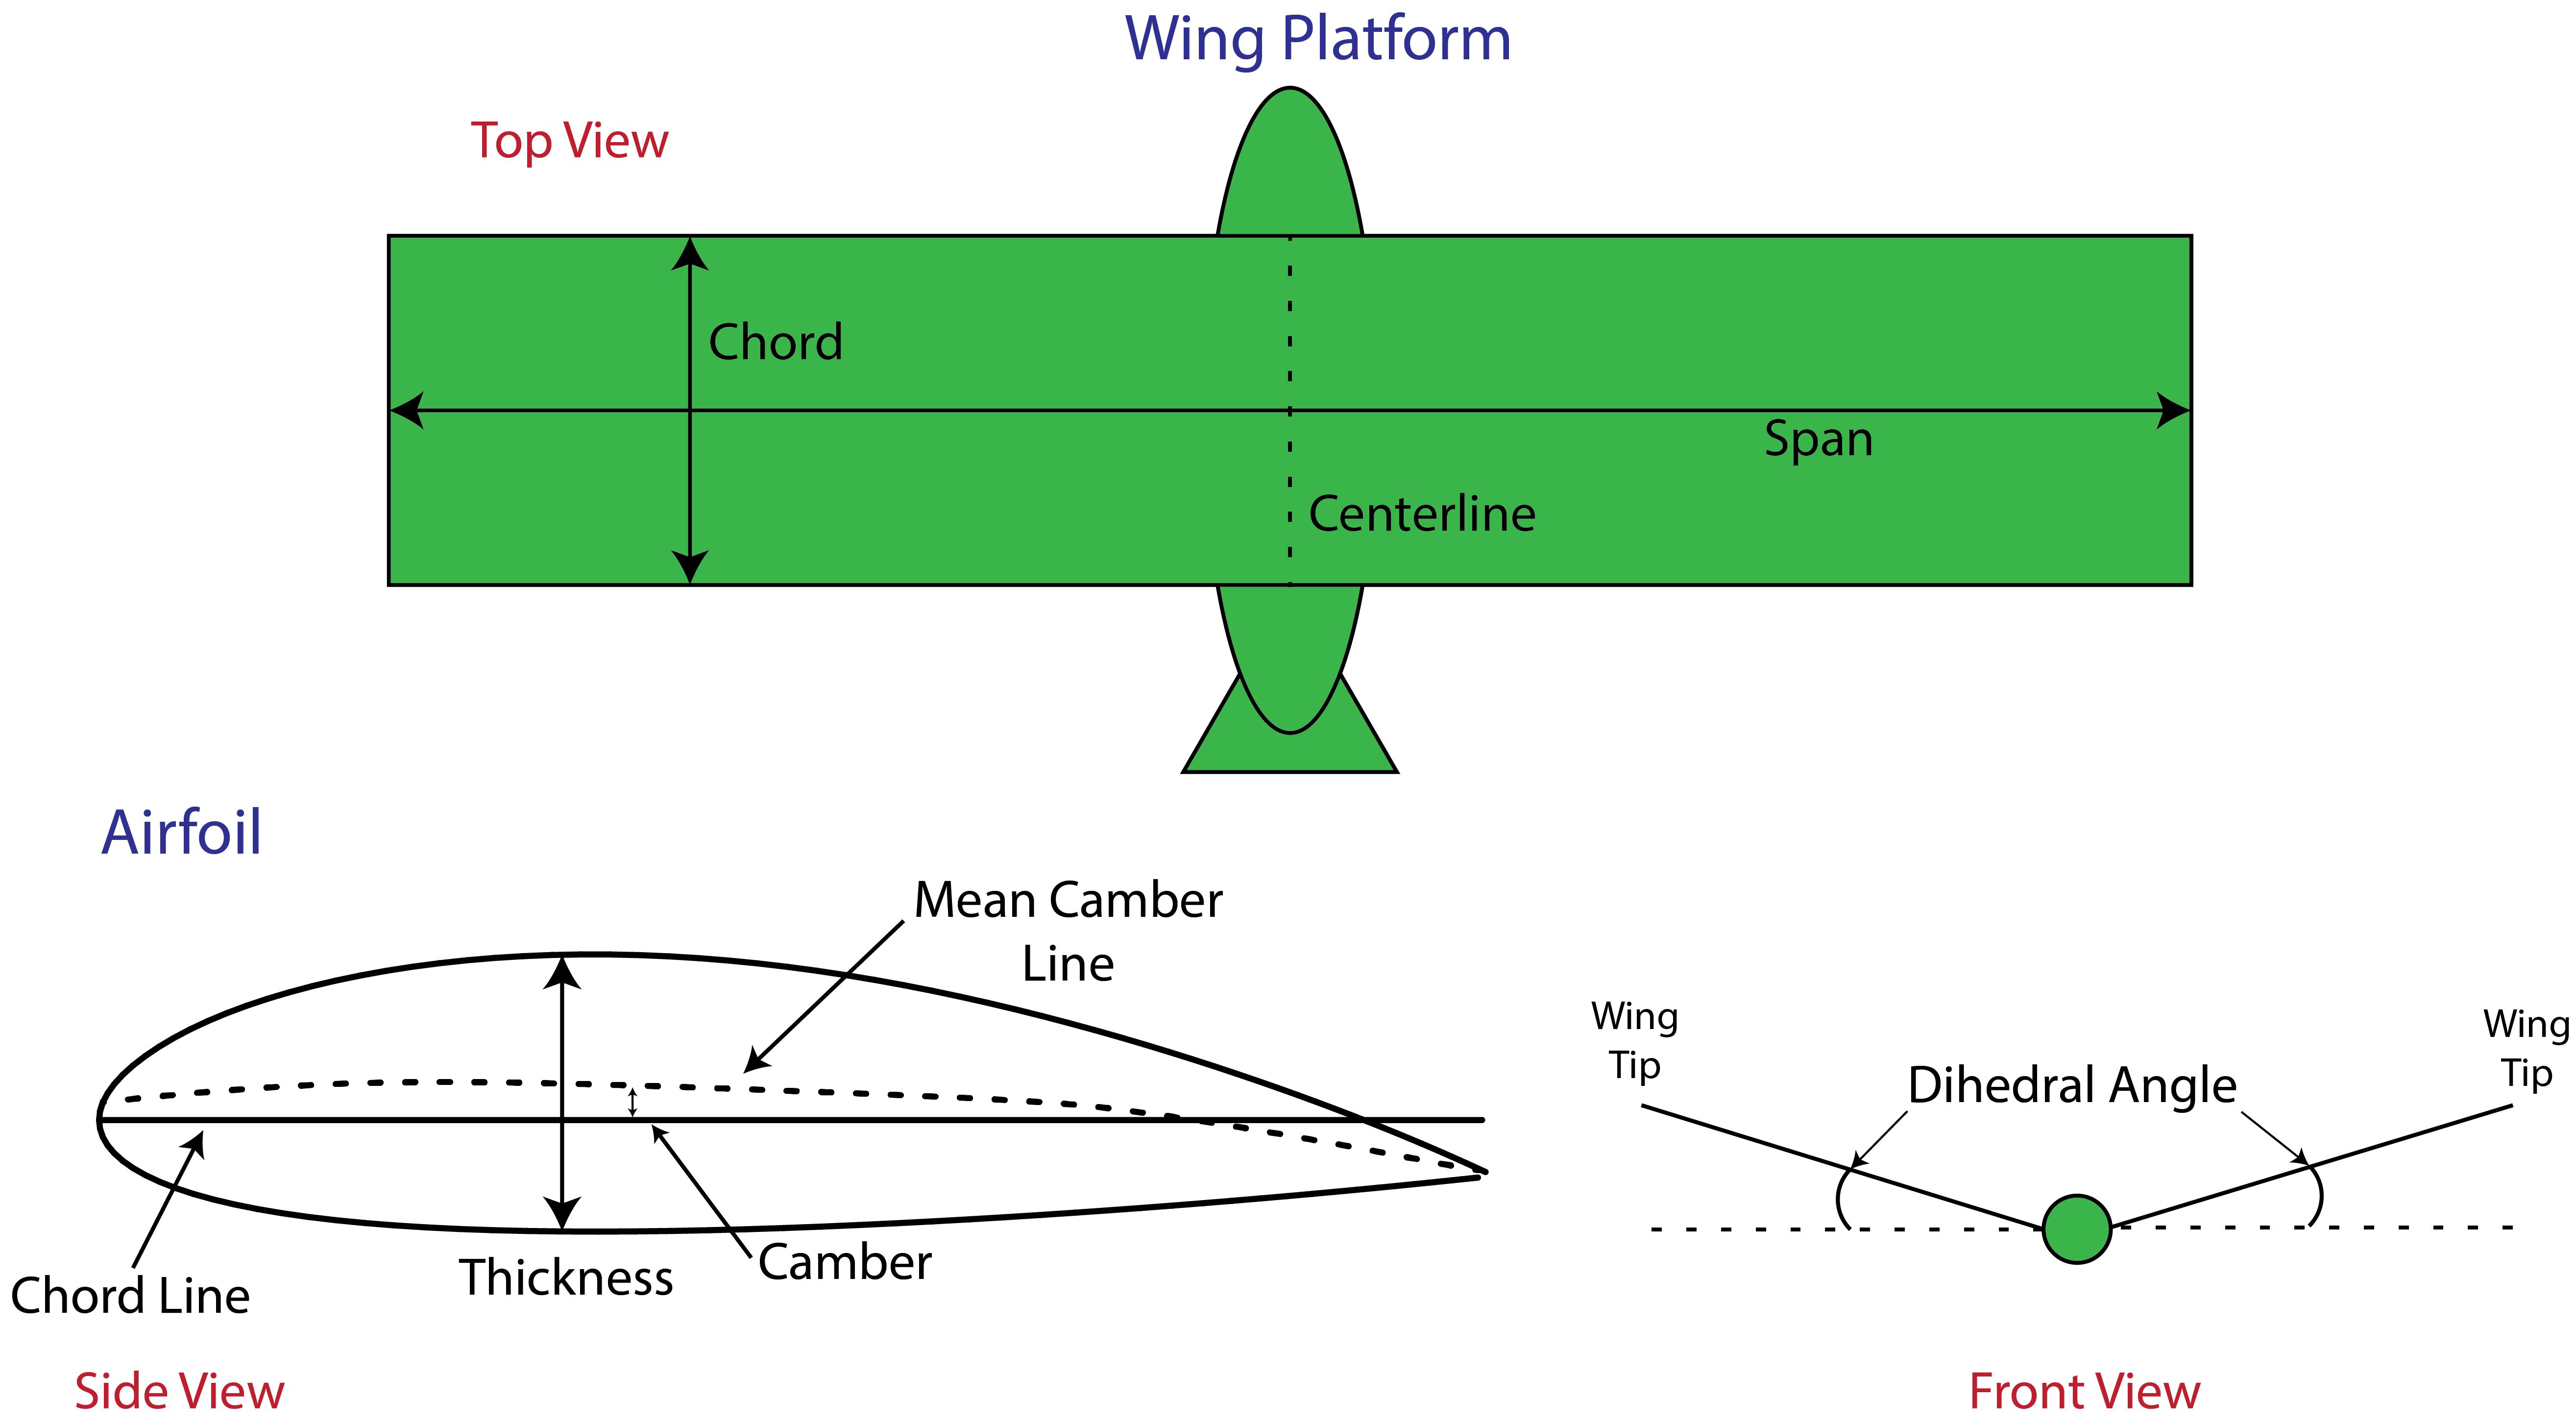 Wing Platform
Top View
Chord
Span
Centerline
Airfoil
Mean Camber
Line
Chord Line
Thickness
Camber
Side View
Wing
Tip
Dihedral Angle
Wing
Tip
Front View